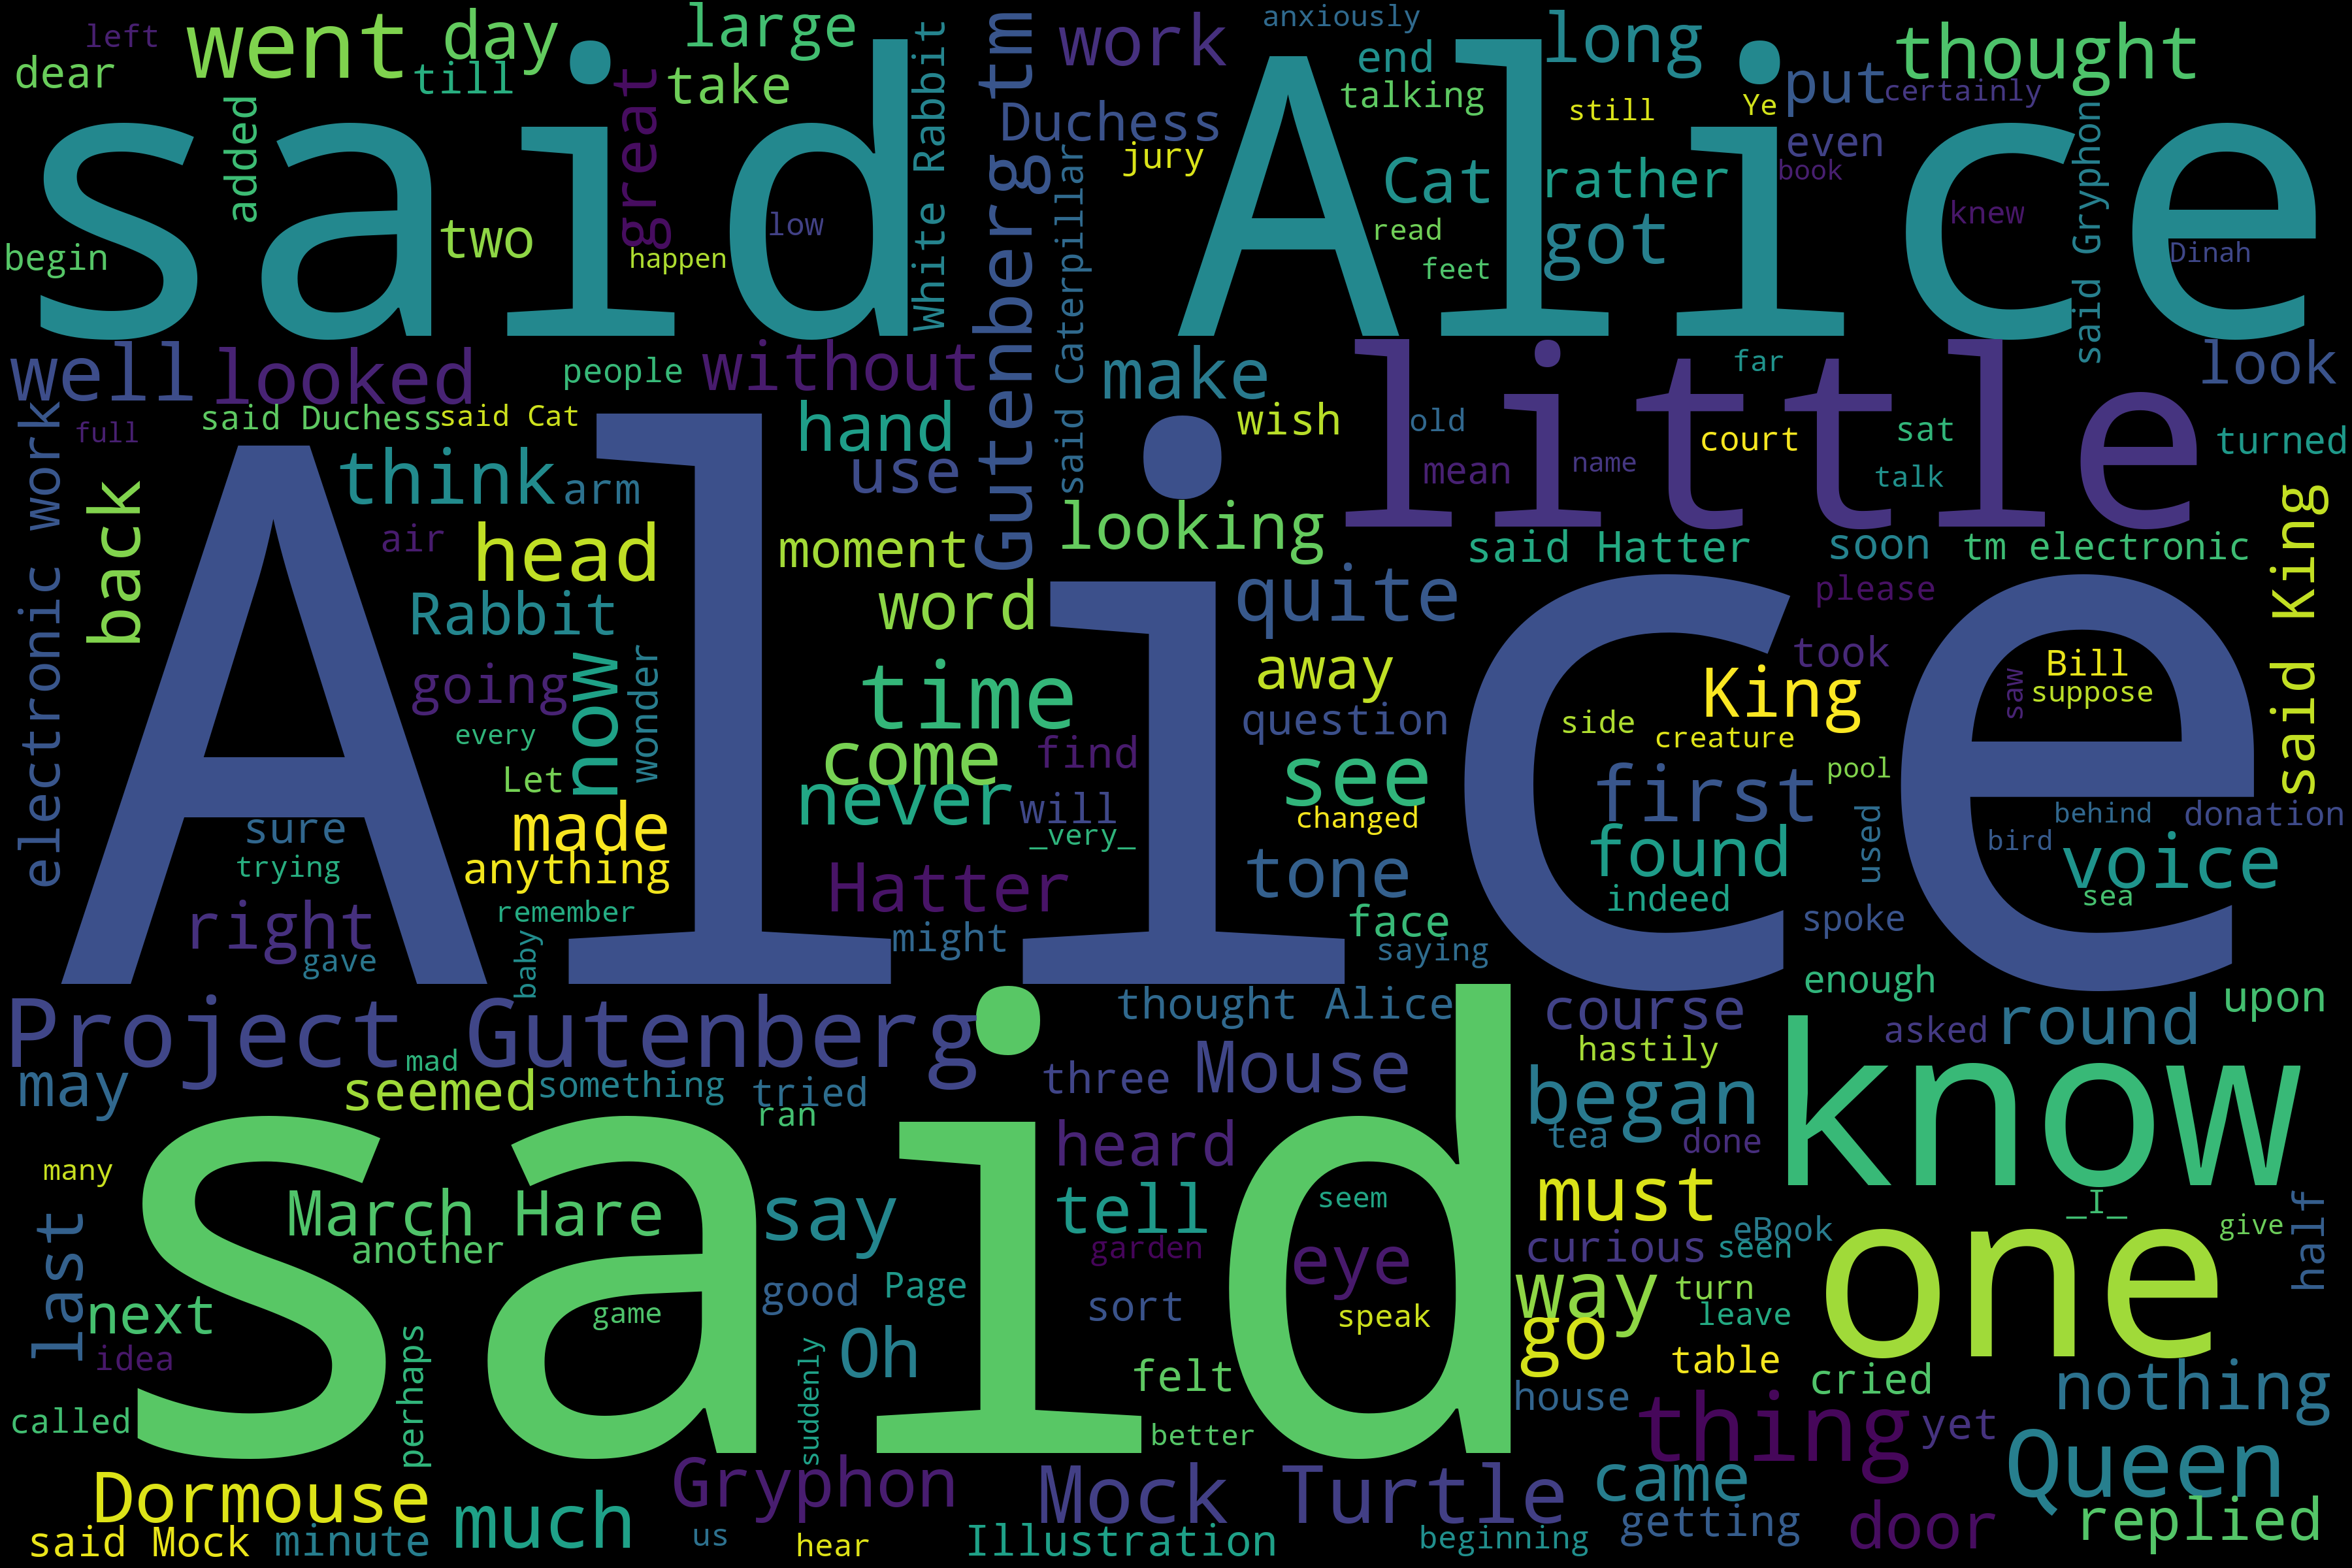 left
went
day
large
anxiously
work
long
thought
dear
till
take
end
put
certainly
said Alice
talking
still
Ye
added
great
White Rabbit
Gutenberg tm
Duchess
jury
even
book
Cat
rather
said Gryphon
begin
two
low
happen
said Caterpillar
read
got
knew
feet
Dinah
well
looked
people
without
make
little
far
look
said Duchess
said Cat
hand
wish
old
court
sat
turned
full
electronic work
think
arm
use
mean
name
talk
back
air
head
moment
looking
said Hatter
soon
tm electronic
said King
Alice
Rabbit
word
quite
please
going
now
wonder
time
away
King
took
Bill
saw
suppose
every
come
find
question
side
creature
Let
never
will
see
first
pool
sure
made
_very_
changed
found
used
behind
donation
bird
trying
anything
Hatter
tone
indeed
voice
sea
right
remember
might
face
spoke
gave
baby
saying
enough
Project Gutenberg
thought Alice
course
asked
round
upon
may
mad
seemed
something
tried
three
Mouse
hastily
began
know
ran
said
heard
tea
done
many
March Hare
say
tell
seem
must
_I_
half
last
another
garden
eye
curious
eBook
seen
one
give
next
game
good
Page
sort
speak
way
turn
leave
idea
perhaps
suddenly
Oh
felt
go
table
cried
nothing
called
better
house
thing
yet
Dormouse
much
Gryphon
Mock Turtle
came
Queen
said Mock
minute
us
hear
Illustration
beginning
getting
door
replied